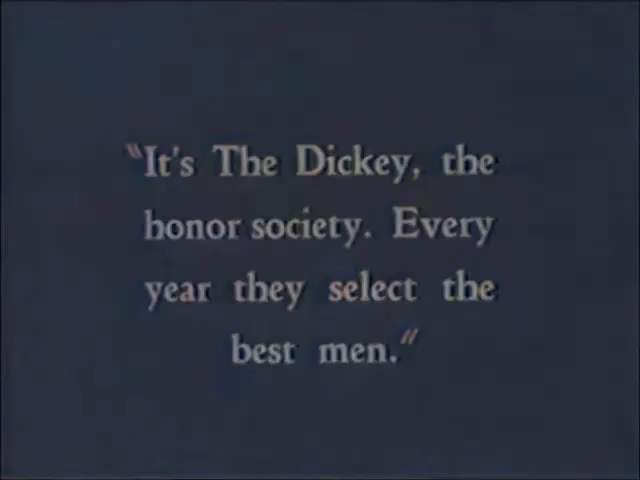 "It's The Dickey, the
honor society. Every
year they select the
best men."